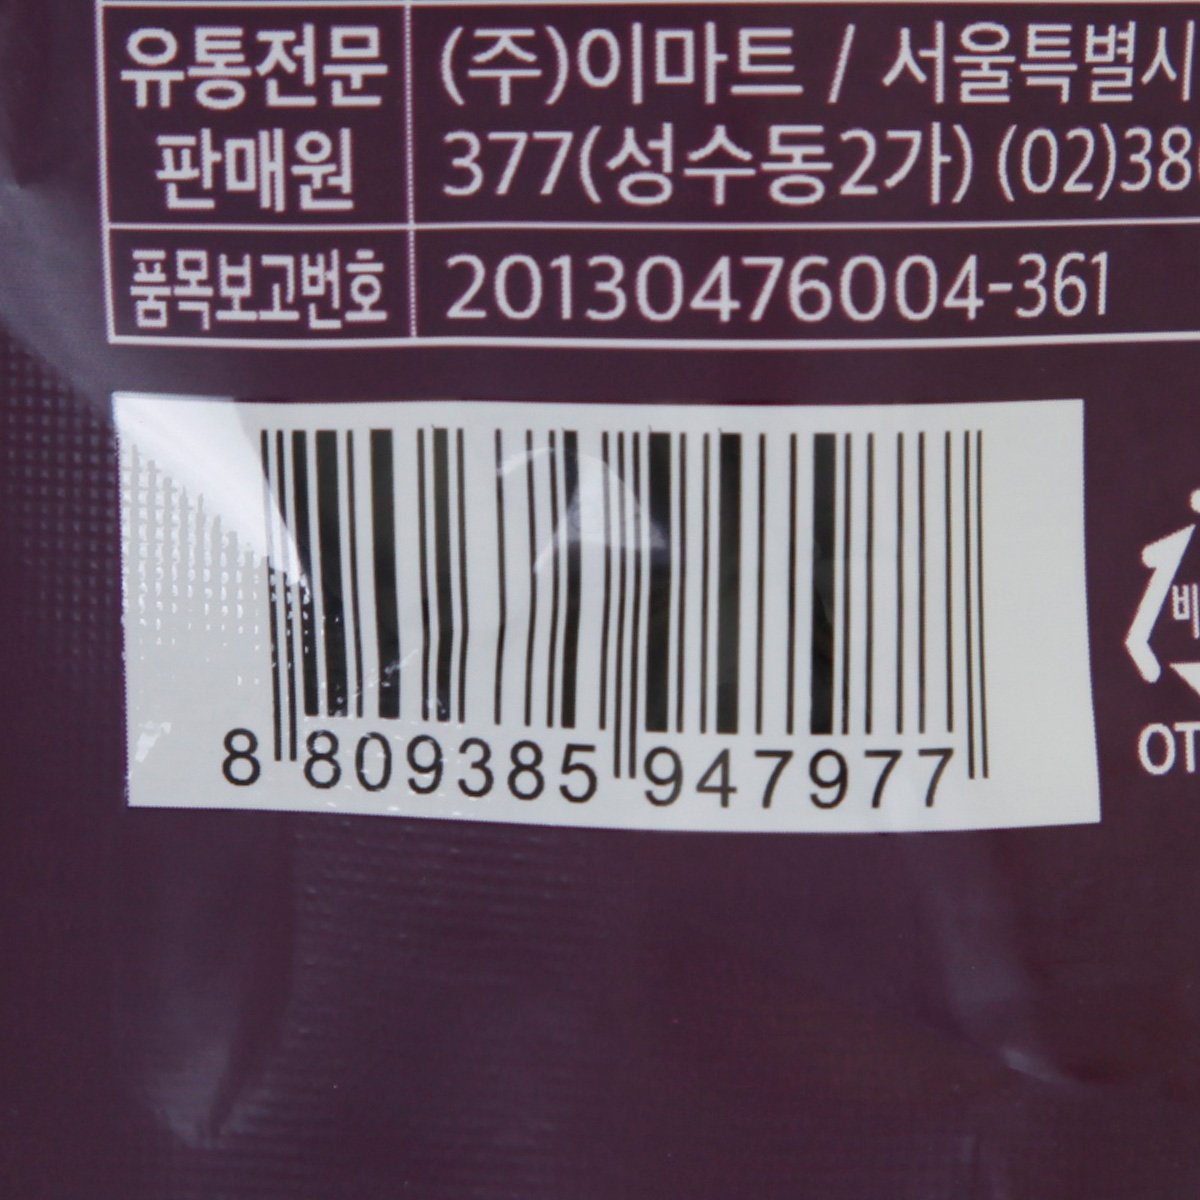 유통전문 (주)이마트 / 서울특별시
판매원 377(성수동2가) (02)38
품목보고번호 20130476004-361
8 809385 947977
OT